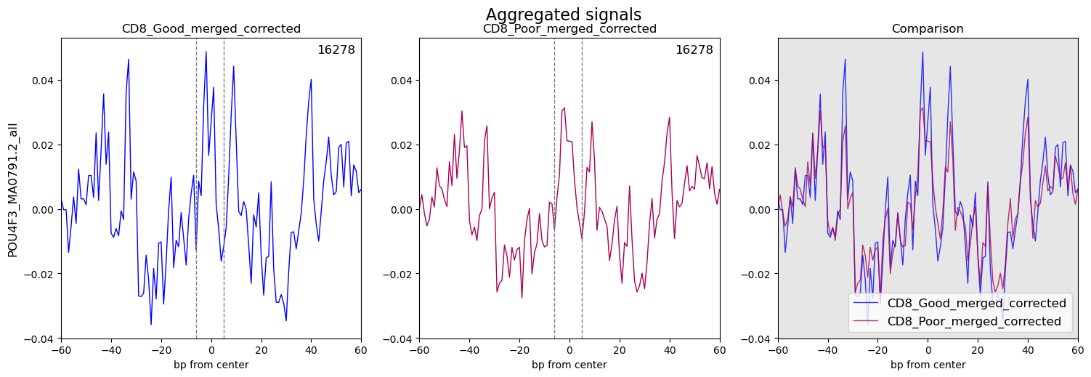 Aggregated signals
CD8_Good_merged_corrected
CD8_Poor_merged_corrected
Comparison
POU4F3_MA0791.2_all
16278
16278
0.04
0.02
0.00
−0.02
−0.04
0.04
0.02
0.00
−0.02
−0.04
0.04
0.02
0.00
−0.02
−0.04
CD8_Good_merged_corrected
CD8_Poor_merged_corrected
−60 −40 −20 0 20 40 60
−60 −40 −20 0 20 40 60
−60 −40 −20 0 20 40 60
bp from center
bp from center
bp from center